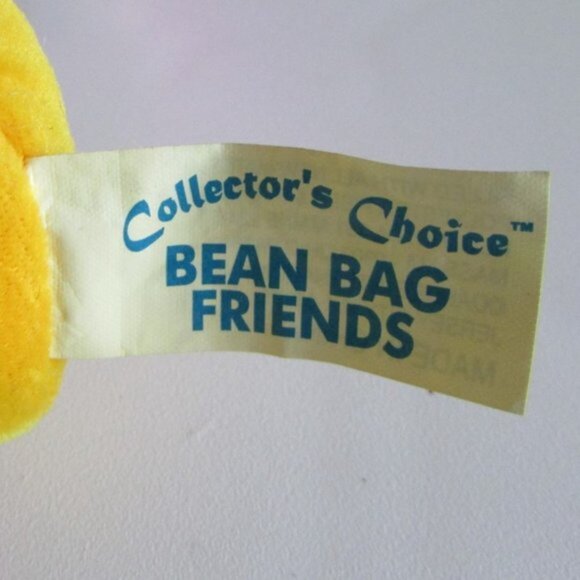 Collector's Choice™
BEAN BAG
FRIENDS